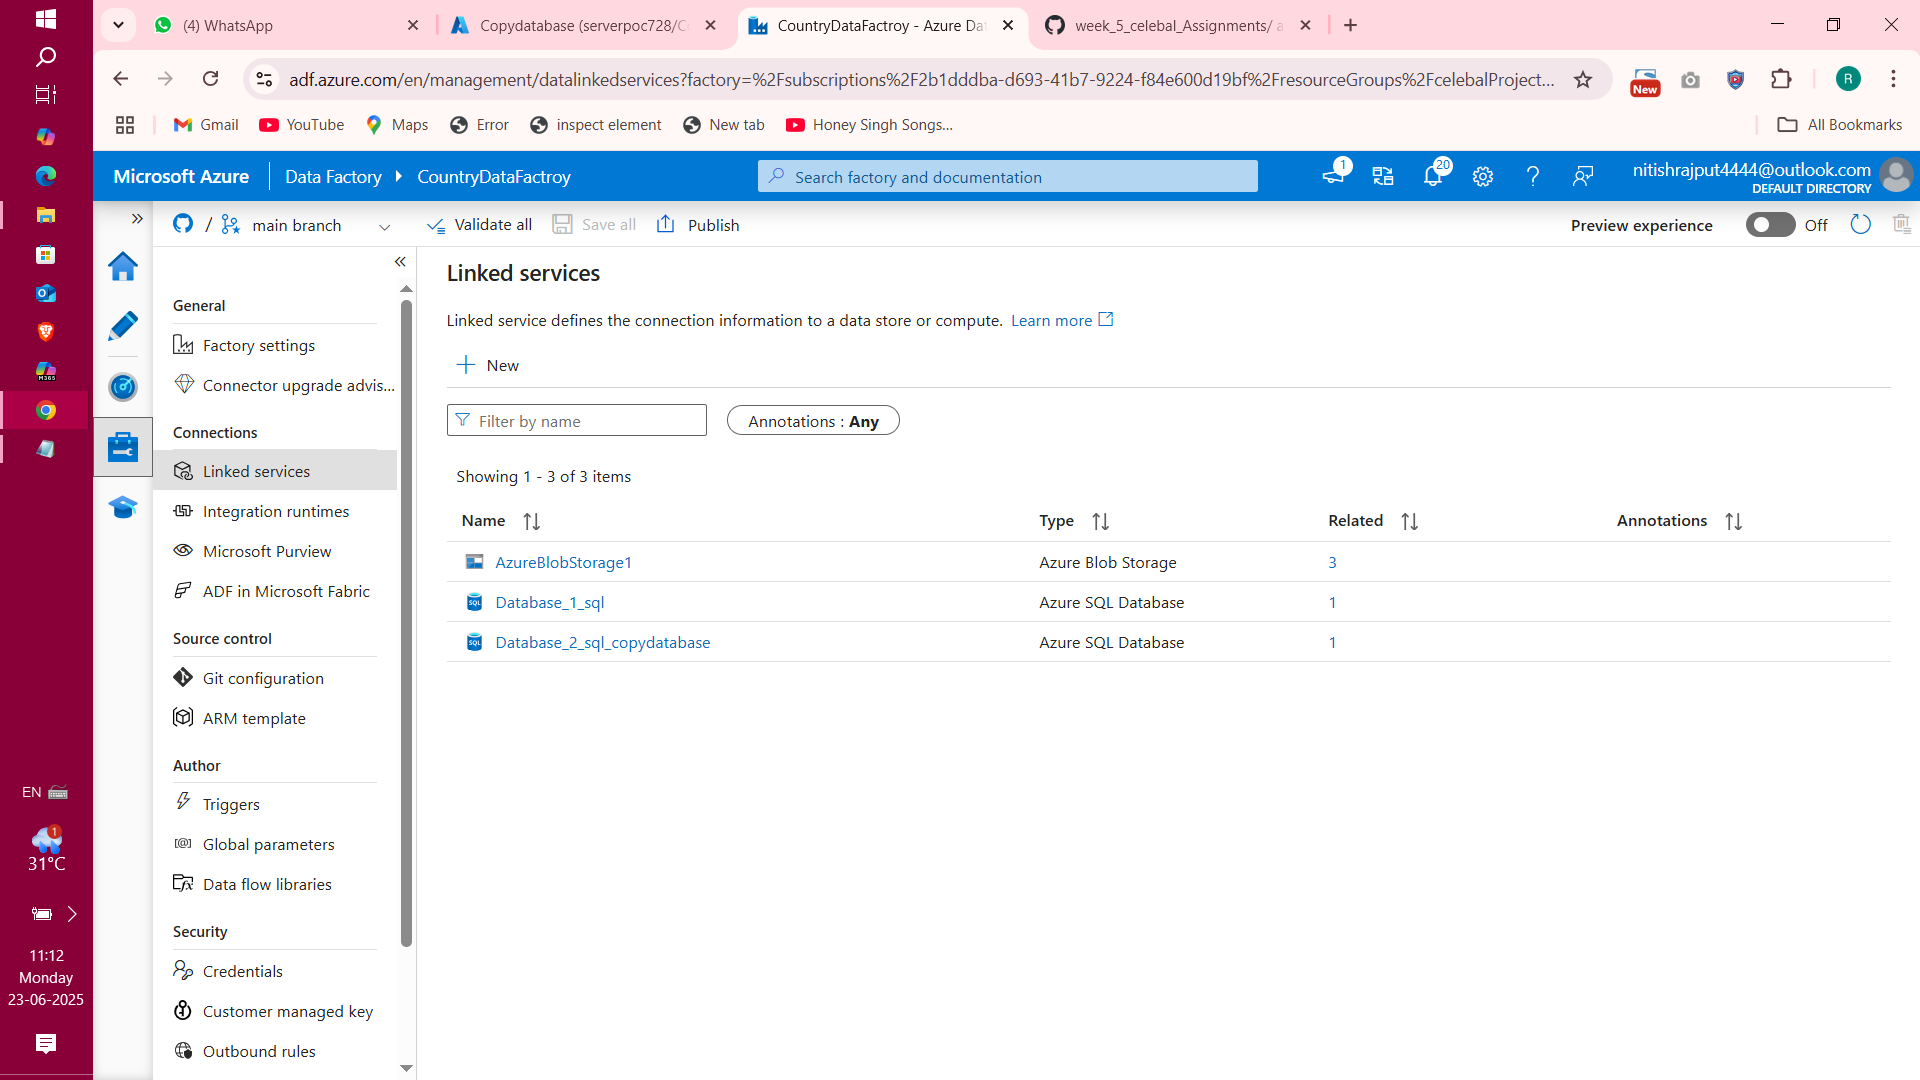 (4) WhatsApp
Copydatabase (serverpoc728/C
CountryDataFactroy - Azure Da
week_5_celebal_Assignments/ a
adf.azure.com/en/management/datalinkedservices?factory=%2Fsubscriptions%2F2b1dddba-d693-41b7-9224-f84e600d19bf%2FresourceGroups%2FcelebalProject...
New
R
Gmail
YouTube
Maps
Error
inspect element
New tab
Honey Singh Songs...
All Bookmarks
Microsoft Azure
Data Factory
CountryDataFactroy
Search factory and documentation
1
20
nitishrajput4444@outlook.com
DEFAULT DIRECTORY
/ main branch
Validate all
Save all
Publish
Preview experience
Off
General
Factory settings
Connector upgrade advis...
Connections
Linked services
Integration runtimes
Microsoft Purview
ADF in Microsoft Fabric
Source control
Git configuration
ARM template
Author
Triggers
Global parameters
Data flow libraries
Security
Credentials
Customer managed key
Outbound rules
Linked services
Linked service defines the connection information to a data store or compute. Learn more
New
Filter by name
Annotations : Any
Showing 1 - 3 of 3 items
Name Type Related Annotations
AzureBlobStorage1 Azure Blob Storage 3
SQL Database_1_sql Azure SQL Database 1
SQL Database_2_sql_copydatabase Azure SQL Database 1
M365
EN
1
31°C
11:12
Monday
23-06-2025